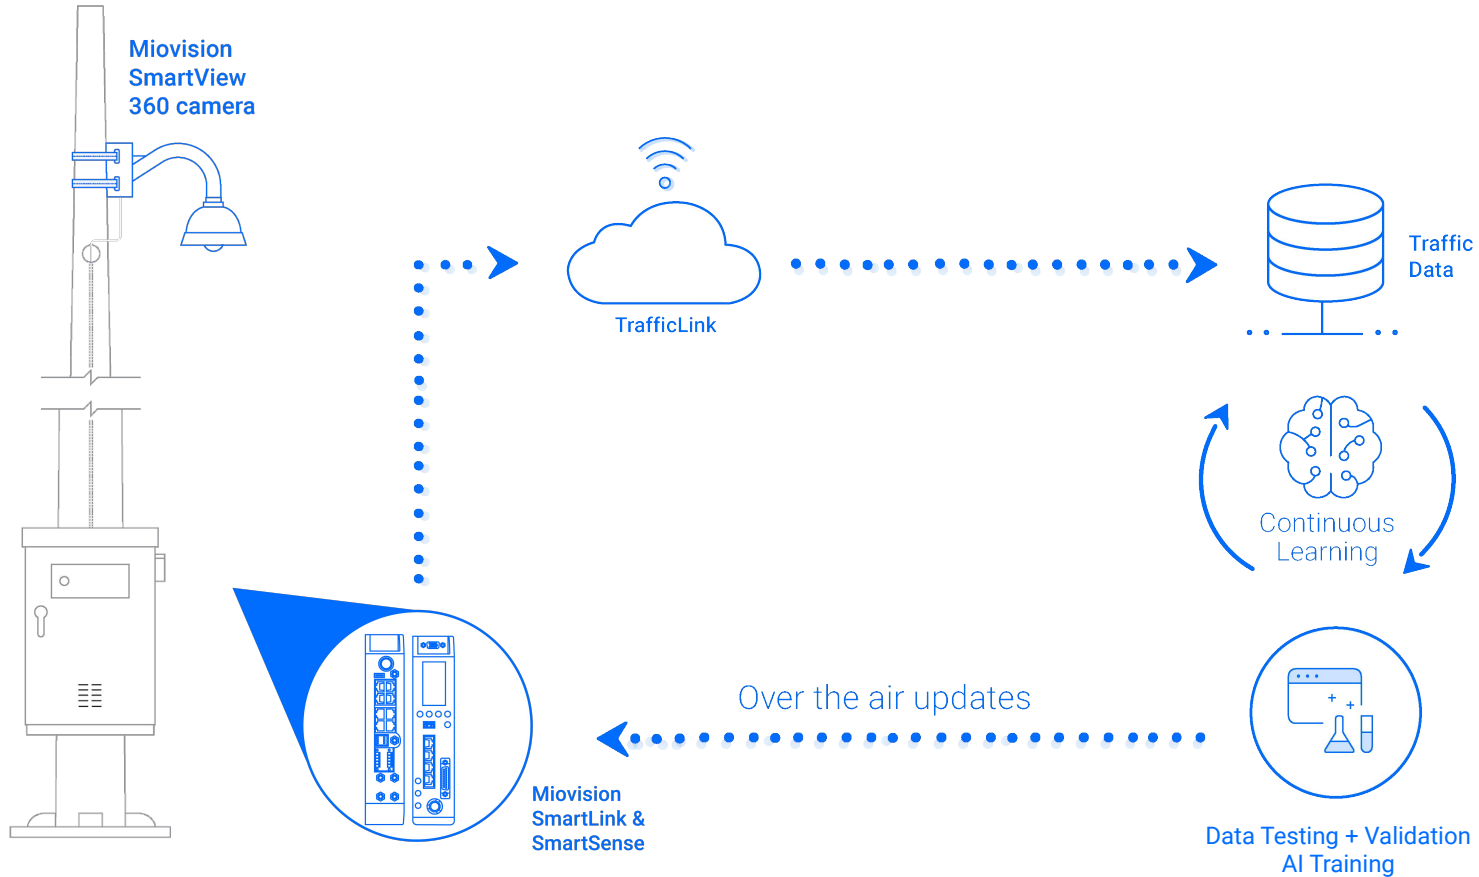 Miovision
SmartView
360 camera
TrafficLink
Traffic
Data
Continuous
Learning
Over the air updates
Miovision
SmartLink &
SmartSense
Data Testing + Validation
AI Training